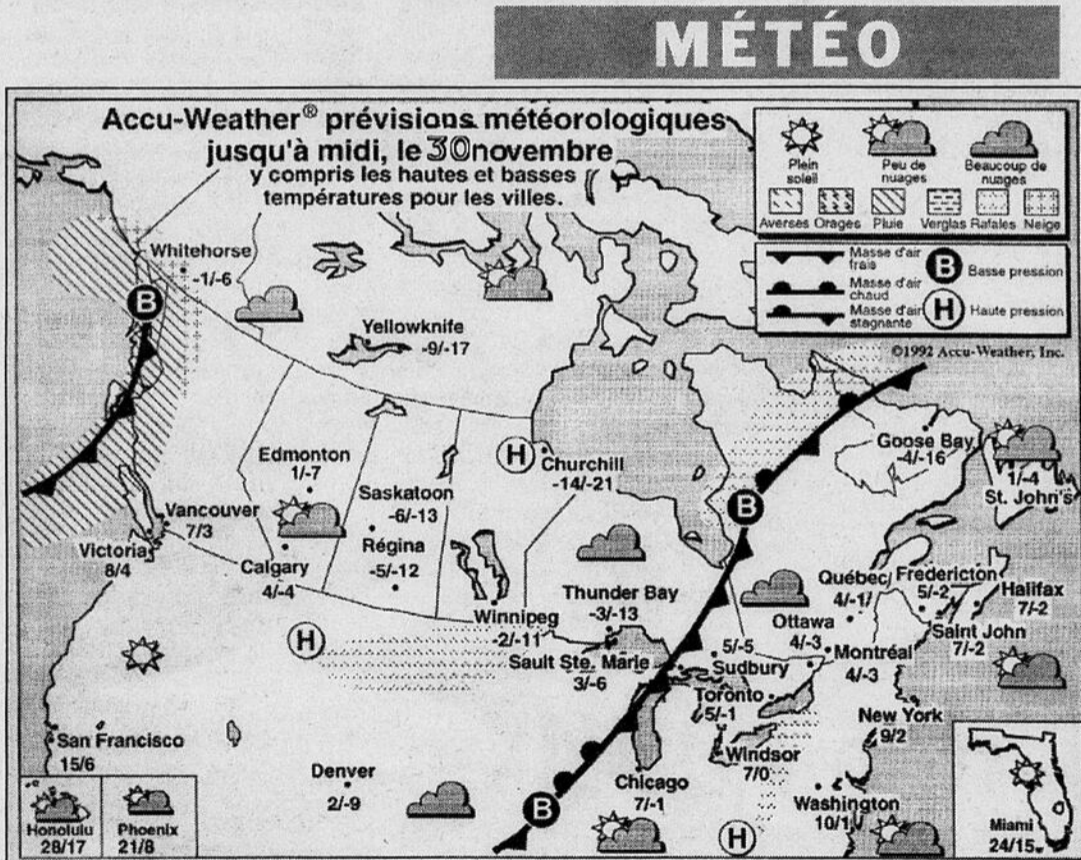 MÉTÉO
Accu-Weather® prévisions météorologiques
jusqu'à midi, le 30 novembre
y compris les hautes et basses
températures pour les villes.
Plein
soleil
Peu de
nuages
Beaucoup de
nuages
Averses Orages Pluie Verglas Rafales Neige
Masse d'air
frais
Masse d'air
chaud
Masse d'air
stagnante
B Basse pression
H Haute pression
©1992 Accu-Weather, Inc.
Whitehorse
-1/-6
B
Yellowknife
-9/-17
Edmonton
1/-7
Saskatoon
-6/-13
H
Churchill
-14/-21
Goose Bay
-4/-16
1/-4
St. John's
B
Vancouver
7/3
Victoria
8/4
Calgary
4/-4
Régina
-5/-12
Winnipeg
-2/-11
Thunder Bay
-3/-13
Québec
4/-1
Fredericton
5/-2
Halifax
7/-2
Ottawa
4/-3
Saint John
7/-2
Montréal
4/-3
H
Sault Ste. Marie
3/-6
5/-5
Sudbury
Toronto
5/-1
New York
9/2
Windsor
7/0
San Francisco
15/6
Denver
2/-9
Chicago
7/-1
Washington
10/1
B
H
Honolulu
28/17
Phoenix
21/8
Miami
24/15